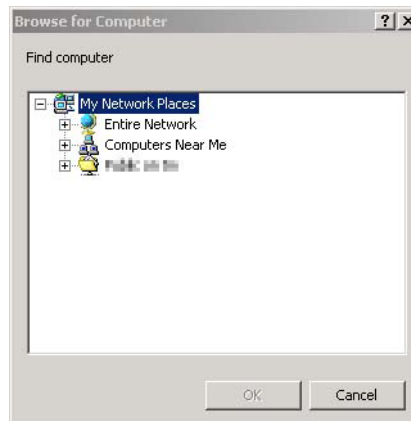 Browse for Computer
Find computer
My Network Places
Entire Network
Computers Near Me
OK
Cancel